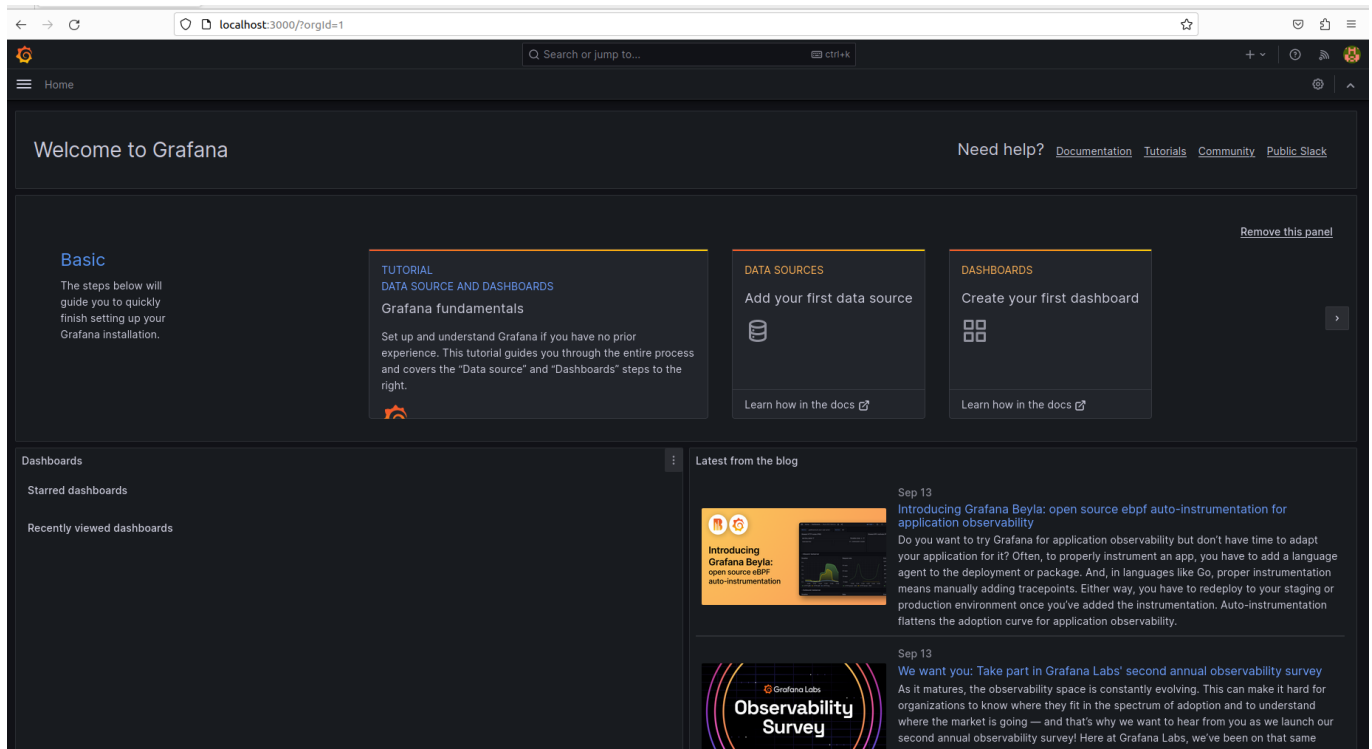 localhost:3000/?orgId=1
Search or jump to...
ctrl+k
Home
Welcome to Grafana
Need help?
Documentation
Tutorials
Community
Public Slack
Remove this panel
Basic
The steps below will
guide you to quickly
finish setting up your
Grafana installation.
TUTORIAL
DATA SOURCE AND DASHBOARDS
Grafana fundamentals
Set up and understand Grafana if you have no prior
experience. This tutorial guides you through the entire process
and covers the “Data source” and “Dashboards” steps to the
right.
DATA SOURCES
Add your first data source
Learn how in the docs
DASHBOARDS
Create your first dashboard
Learn how in the docs
Dashboards
Starred dashboards
Recently viewed dashboards
Latest from the blog
Introducing
Grafana Beyla:
open source eBPF
auto-instrumentation
Sep 13
Introducing Grafana Beyla: open source ebpf auto-instrumentation for
application observability
Do you want to try Grafana for application observability but don’t have time to adapt
your application for it? Often, to properly instrument an app, you have to add a language
agent to the deployment or package. And, in languages like Go, proper instrumentation
means manually adding tracepoints. Either way, you have to redeploy to your staging or
production environment once you’ve added the instrumentation. Auto-instrumentation
flattens the adoption curve for application observability.
Grafana Labs
Observability
Survey
Sep 13
We want you: Take part in Grafana Labs’ second annual observability survey
As it matures, the observability space is constantly evolving. This can make it hard for
organizations to know where they fit in the spectrum of adoption and to understand
where the market is going — and that’s why we want to hear from you as we launch our
second annual observability survey! Here at Grafana Labs, we’ve been on that same